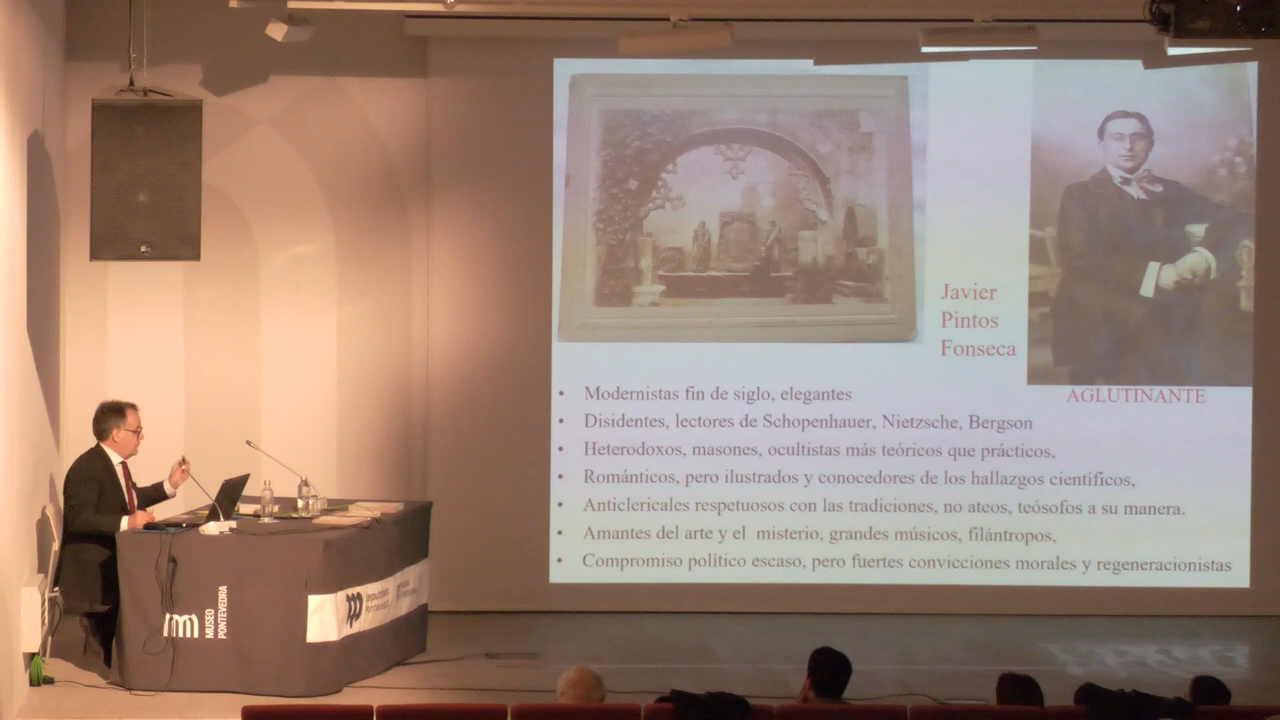 Javier
Pintos
Fonseca
AGLUTINANTE
• Modernistas fin de siglo, elegantes
• Disidentes, lectores de Schopenhauer, Nietzsche, Bergson
• Heterodoxos, masones, ocultistas más teóricos que prácticos,
• Románticos, pero ilustrados y conocedores de los hallazgos científicos,
• Anticlericales respetuosos con las tradiciones, no ateos, teósofos a su manera.
• Amantes del arte y el misterio, grandes músicos, filántropos,
• Compromiso político escaso, pero fuertes convicciones morales y regeneracionistas
MUSEO
PONTEVEDRA